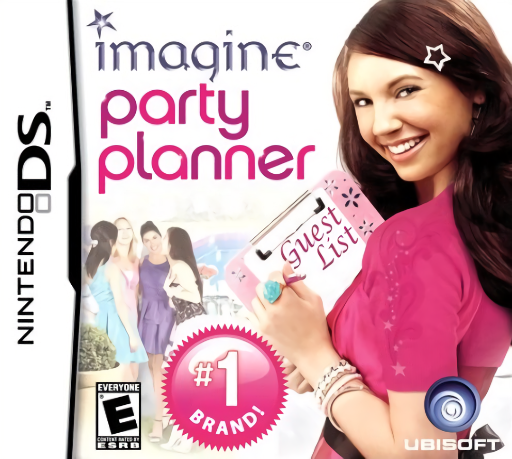 imagine®
party
planner
NINTENDO DS™
Guest
List
#1
BRAND!
EVERYONE
E
CONTENT RATED BY
ESRB
UBISOFT